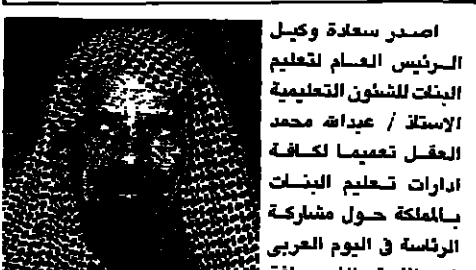 اصدر سعادة وكيل
الرئيس العام لتعليم
البنات للشئون التعليمية
الاستاذ / عبدالله محمد
العقل تعميما لكافة
ادارات تعليم البنات
بالمملكة حول مشاركة
الرئاسة في اليوم العربى